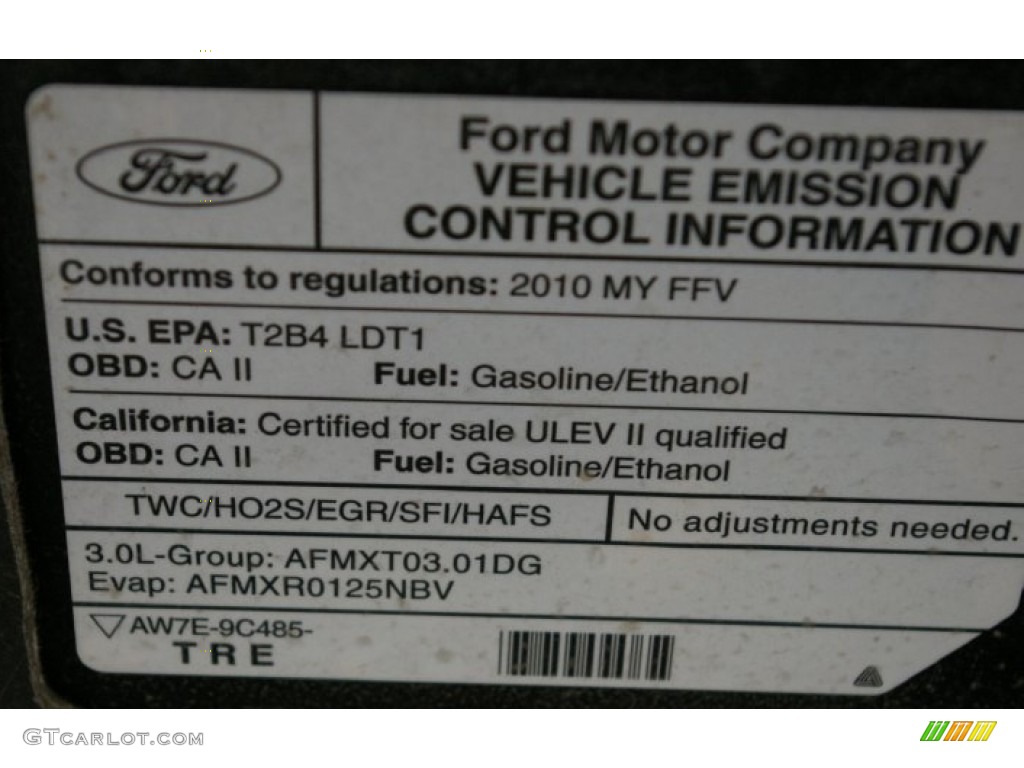 Ford
Ford Motor Company
VEHICLE EMISSION
CONTROL INFORMATION
Conforms to regulations: 2010 MY FFV
U.S. EPA: T2B4 LDT1
OBD: CA II Fuel: Gasoline/Ethanol
California: Certified for sale ULEV II qualified
OBD: CA II Fuel: Gasoline/Ethanol
TWC/HO2S/EGR/SFI/HAFS No adjustments needed.
3.0L-Group: AFMXT03.01DG
Evap: AFMXR0125NBV
AW7E-9C485-
TRE
GTCARLOT.COM